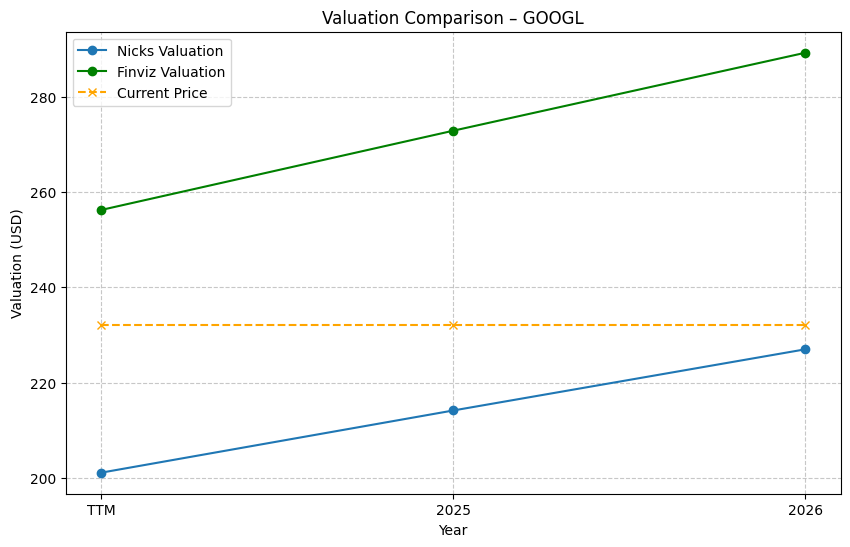 Valuation Comparison – GOOGL
Nicks Valuation
Finviz Valuation
Current Price
Valuation (USD)
280
260
240
220
200
TTM
2025
2026
Year